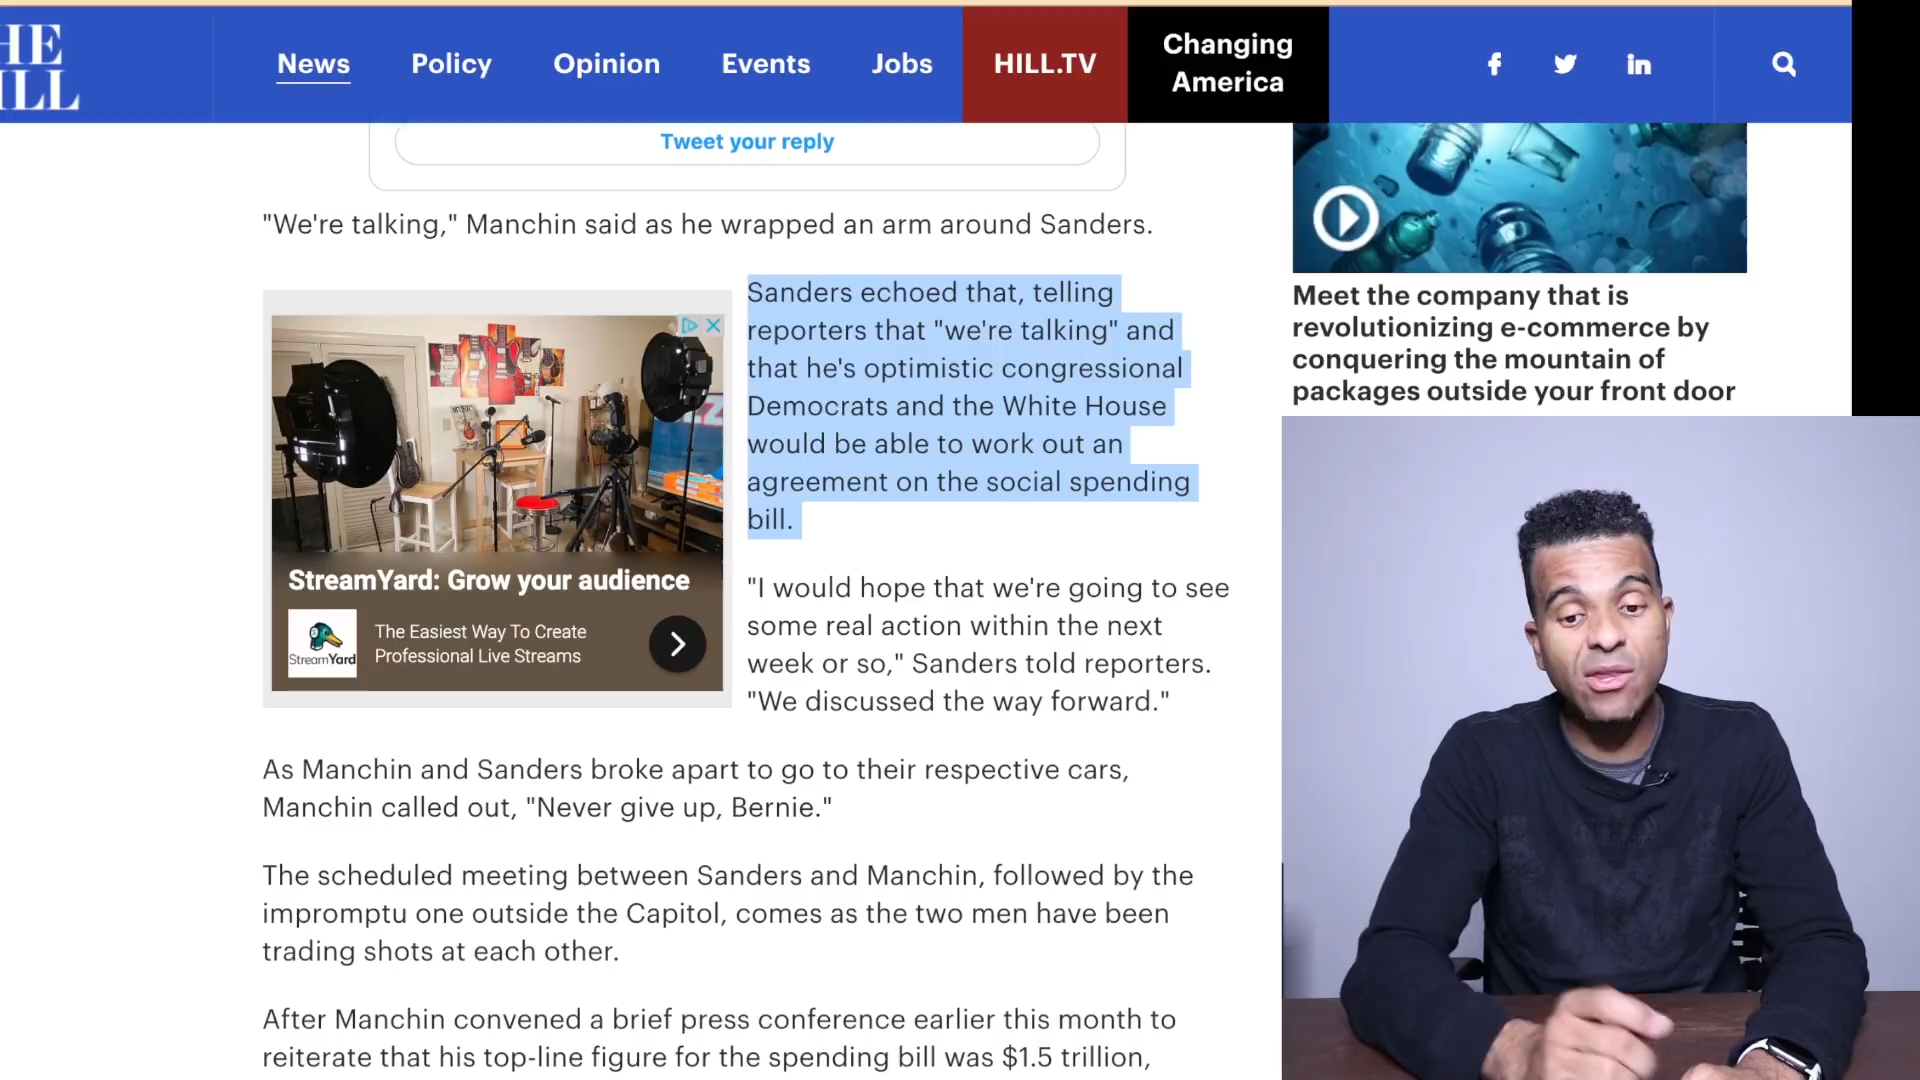 HE
ILL
News
Policy
Opinion
Events
Jobs
HILL.TV
Changing
America
Tweet your reply
"We're talking," Manchin said as he wrapped an arm around Sanders.
Sanders echoed that, telling
reporters that "we're talking" and
that he's optimistic congressional
Democrats and the White House
would be able to work out an
agreement on the social spending
bill.
StreamYard: Grow your audience
StreamYard
The Easiest Way To Create
Professional Live Streams
"I would hope that we're going to see
some real action within the next
week or so," Sanders told reporters.
"We discussed the way forward."
As Manchin and Sanders broke apart to go to their respective cars,
Manchin called out, "Never give up, Bernie."
The scheduled meeting between Sanders and Manchin, followed by the
impromptu one outside the Capitol, comes as the two men have been
trading shots at each other.
After Manchin convened a brief press conference earlier this month to
reiterate that his top-line figure for the spending bill was $1.5 trillion,
Meet the company that is
revolutionizing e-commerce by
conquering the mountain of
packages outside your front door